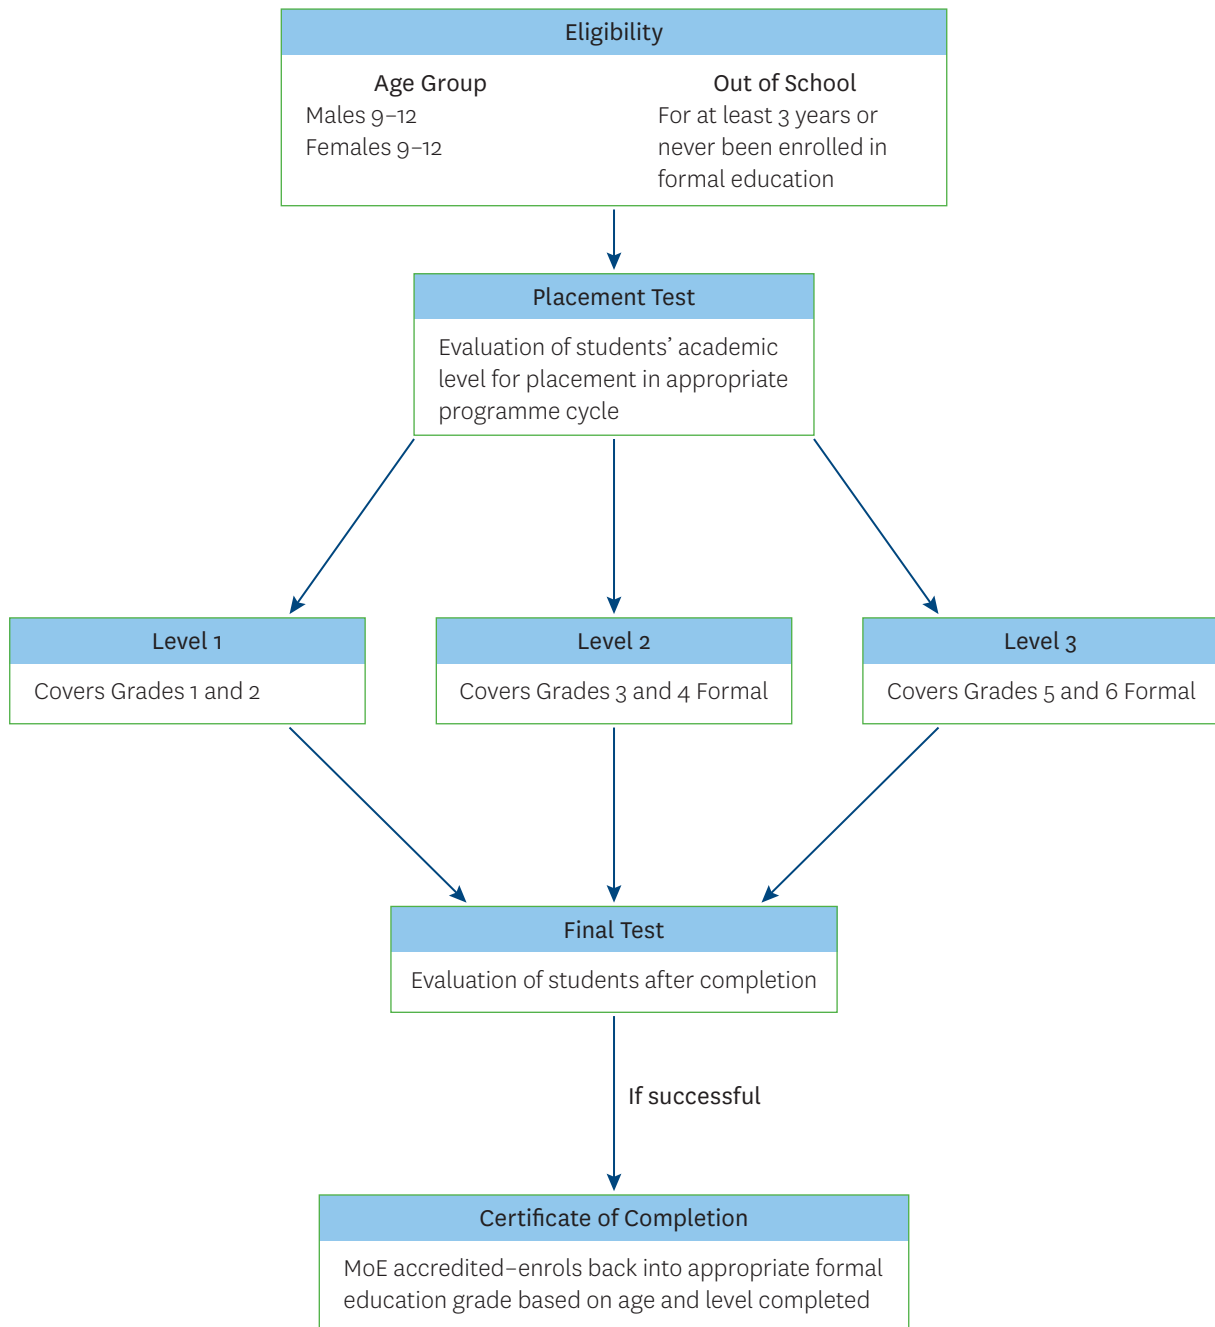 Eligibility
Age Group
Males 9–12
Females 9–12
Out of School
For at least 3 years or
never been enrolled in
formal education
Placement Test
Evaluation of students’ academic
level for placement in appropriate
programme cycle
Level 1
Covers Grades 1 and 2
Level 2
Covers Grades 3 and 4 Formal
Level 3
Covers Grades 5 and 6 Formal
Final Test
Evaluation of students after completion
If successful
Certificate of Completion
MoE accredited–enrols back into appropriate formal
education grade based on age and level completed